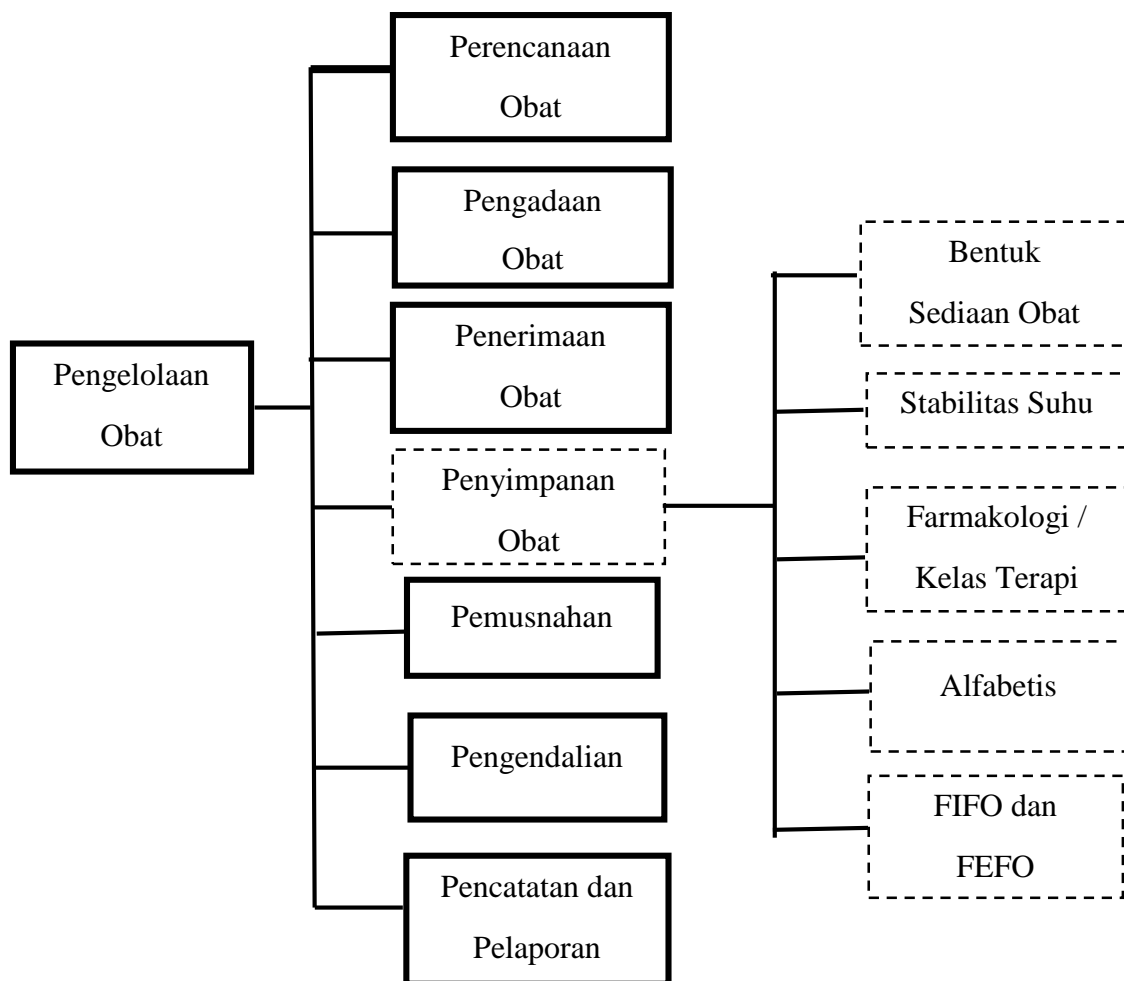 Pengelolaan
Obat
Perencanaan
Obat
Pengadaan
Obat
Penerimaan
Obat
Penyimpanan
Obat
Pemusnahan
Pengendalian
Pencatatan dan
Pelaporan
Bentuk
Sediaan Obat
Stabilitas Suhu
Farmakologi /
Kelas Terapi
Alfabetis
FIFO dan
FEFO